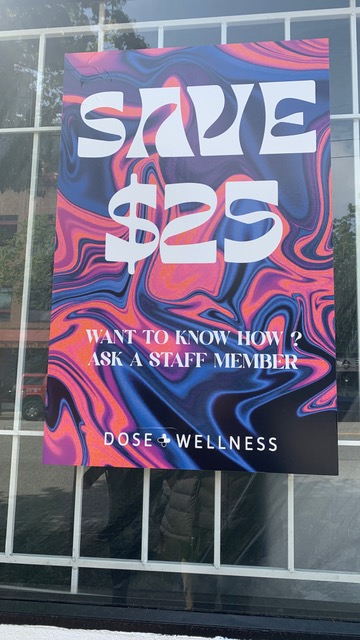 SAVE
$25
WANT TO KNOW HOW ?
ASK A STAFF MEMBER
DOSE WELLNESS